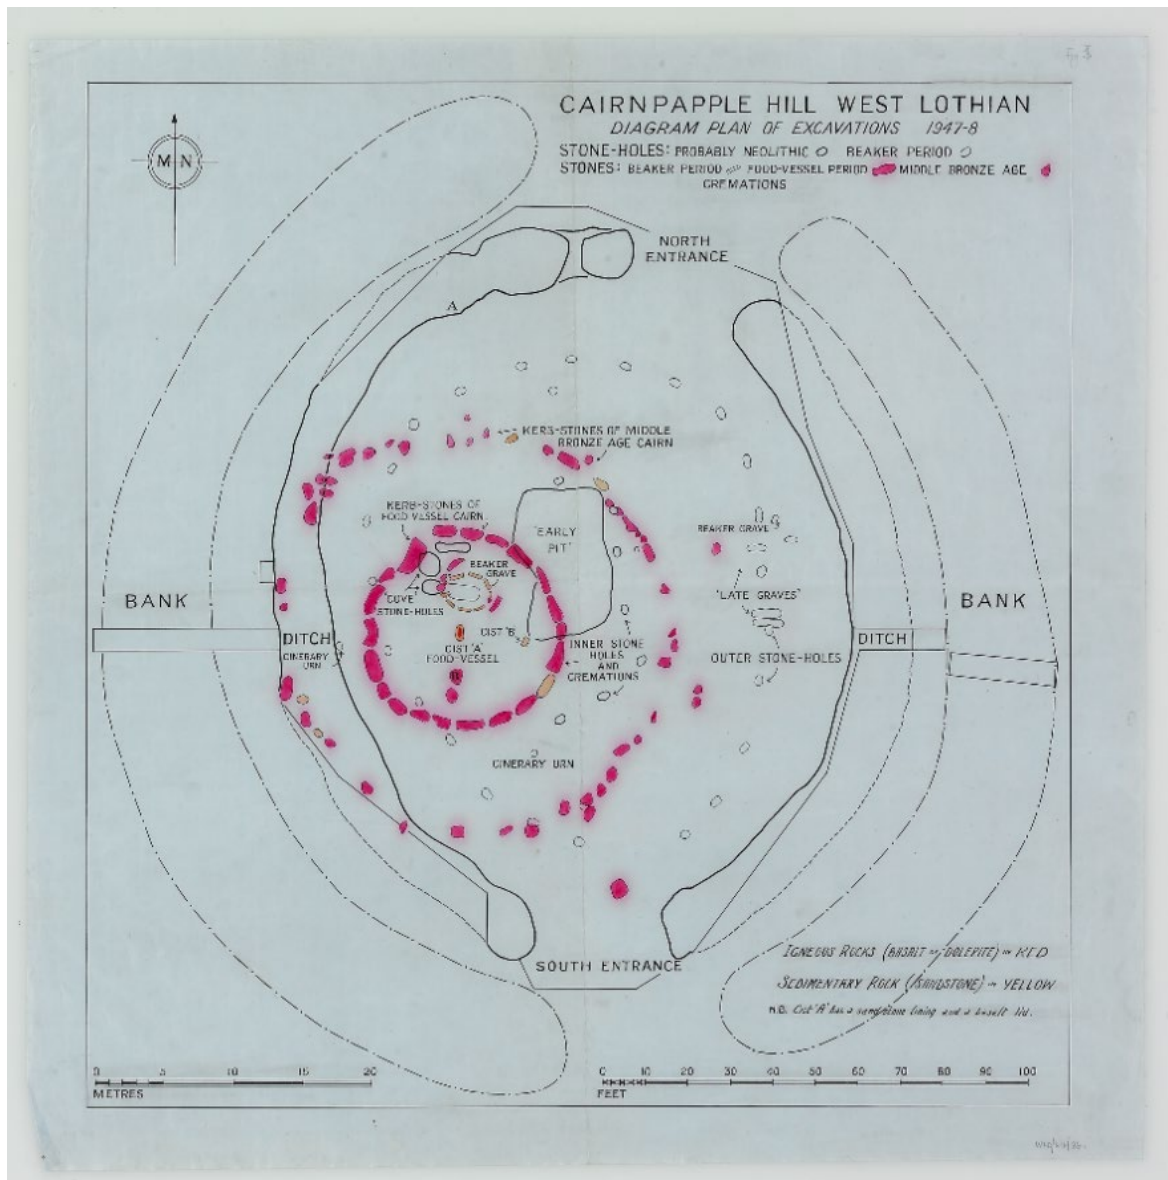 CAIRNPAPPLE HILL WEST LOTHIAN
DIAGRAM PLAN OF EXCAVATIONS 1947-8
STONE-HOLES: PROBABLY NEOLITHIC BEAKER PERIOD
STONES: BEAKER PERIOD FOOD-VESSEL PERIOD MIDDLE BRONZE AGE
CREMATIONS
M N
NORTH
ENTRANCE
A
KERB-STONES OF MIDDLE
BRONZE AGE CAIRN
KERB-STONES OF
FOOD VESSEL CAIRN
'EARLY
PIT'
BEAKER GRAVE
BEAKER
GRAVE
'COVE'
STONE-HOLES
'LATE GRAVES'
BANK
BANK
DITCH
CINERARY
URN
CIST 'B'
CIST 'A'
FOOD-VESSEL
INNER STONE
HOLES
AND
CREMATIONS
OUTER STONE-HOLES
DITCH
CINERARY URN
SOUTH ENTRANCE
IGNEOUS ROCKS (BASALT or DOLERITE) in RED
SEDIMENTARY ROCK (SANDSTONE) in YELLOW
N.B. Cist 'A' has a sandstone lining and a basalt lid.
0 5 10 15 20
METRES
0 10 20 30 40 50 60 70 80 90 100
FEET